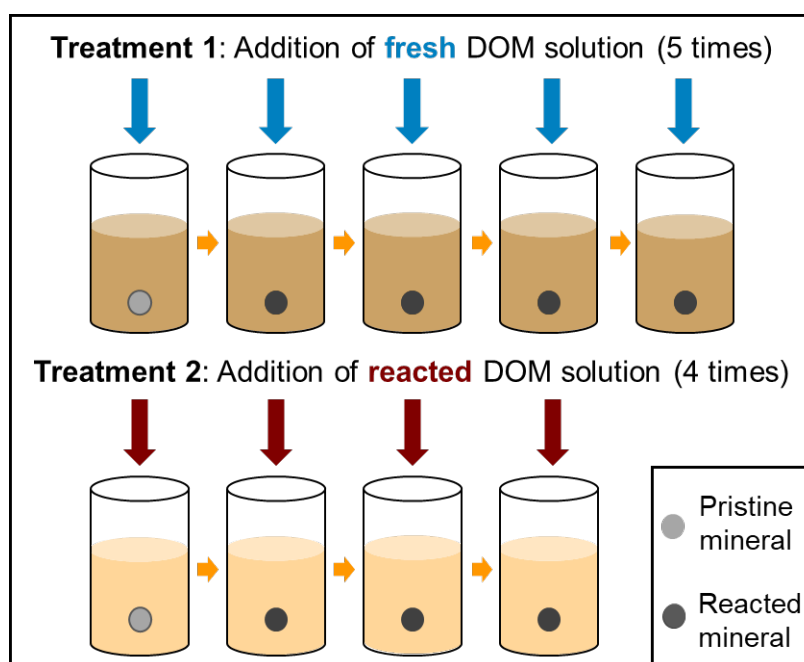 Treatment 1: Addition of fresh DOM solution (5 times)
Treatment 2: Addition of reacted DOM solution (4 times)
Pristine
mineral
Reacted
mineral